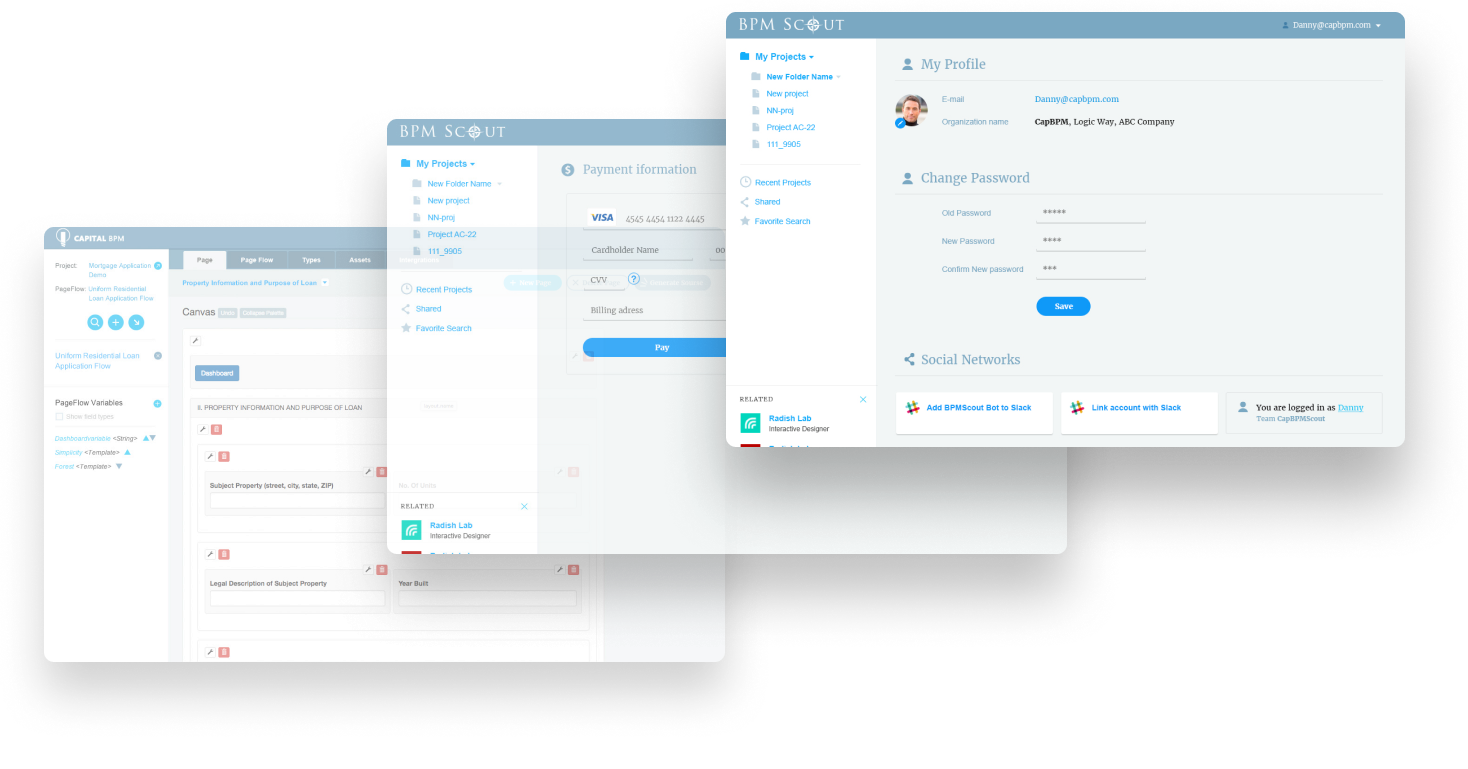 BPM SCOUT
Danny@capbpm.com
My Projects
New Folder Name
New project
NN-proj
Project AC-22
111_9905
Recent Projects
Shared
Favorite Search
RELATED
Radish Lab
Interactive Designer
My Profile
E-mail
Danny@capbpm.com
Organization name
CapBPM, Logic Way, ABC Company
Change Password
Old Password
*****
New Password
****
Confirm New password
***
Save
Social Networks
Add BPMScout Bot to Slack
Link account with Slack
You are logged in as Danny
Team CapBPMScout
BPM SCOUT
My Projects
New Folder Name
New project
NN-proj
Project AC-22
111_9905
Recent Projects
Shared
Favorite Search
RELATED
Radish Lab
Interactive Designer
Payment iformation
VISA 4545 4454 1122 4445
Cardholder Name
CVV
?
Billing adress
Pay
CAPITAL BPM
Project: Mortgage Application
Demo
PageFlow: Uniform Residential
Loan Application Flow
Uniform Residential Loan
Application Flow
PageFlow Variables
Show field types
DashboardVariable <String>
Simplicity <Template>
Forest <Template>
Page
Page Flow
Types
Assets
Property Information and Purpose of Loan
Canvas
Undo
Collapse Panels
Dashboard
II. PROPERTY INFORMATION AND PURPOSE OF LOAN
Subject Property (street, city, state, ZIP)
No. Of Units
Legal Description of Subject Property
Year Built